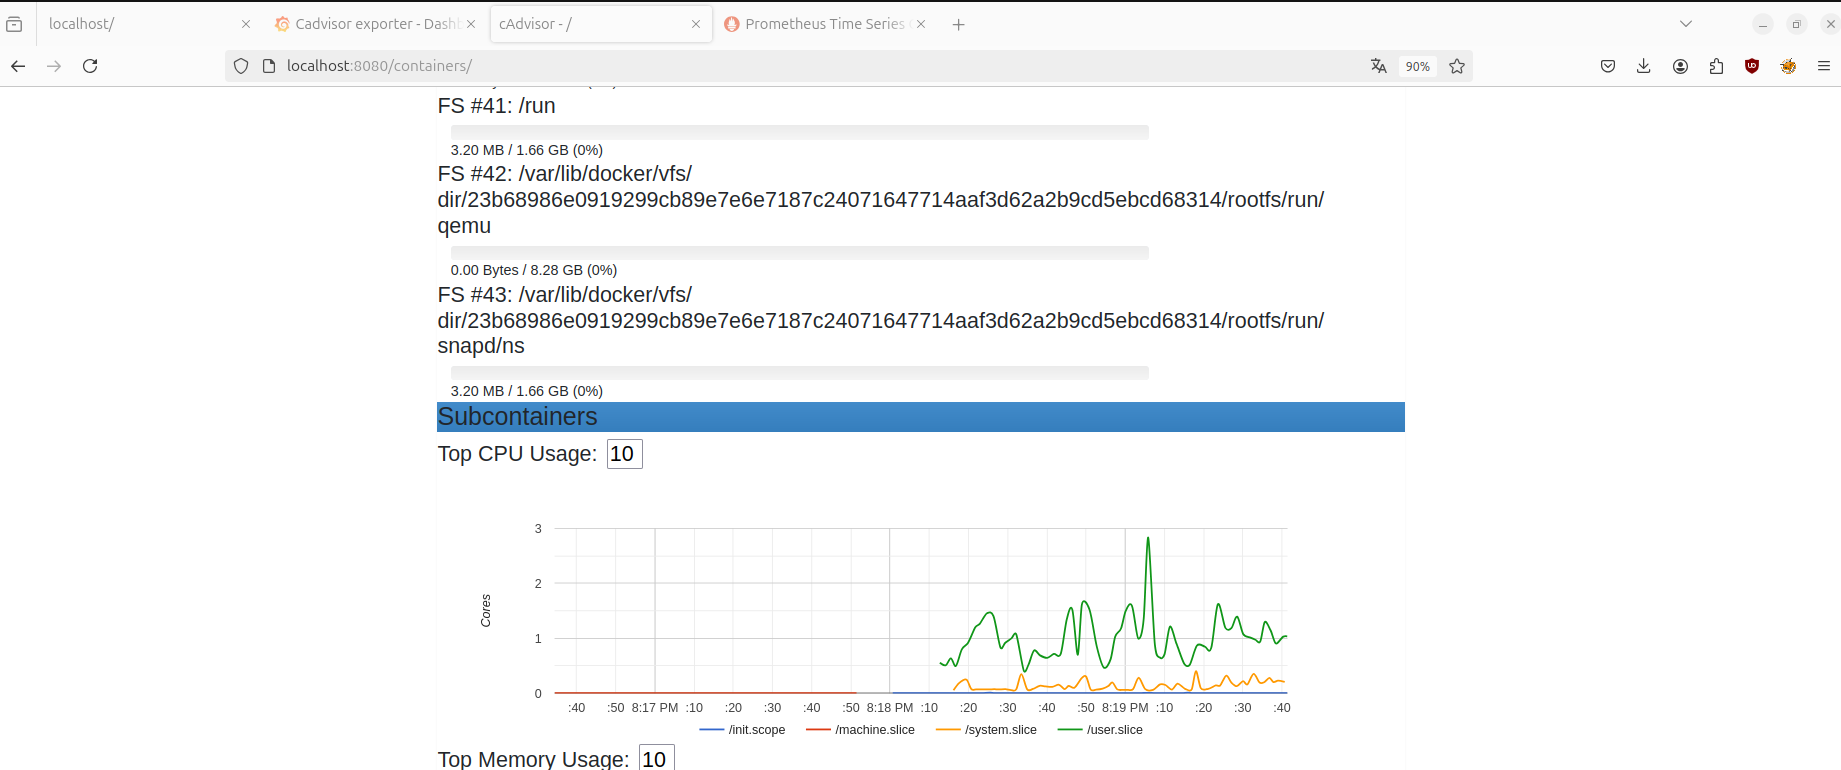 localhost/
Cadvisor exporter - Dashb
cAdvisor - /
Prometheus Time Series
localhost:8080/containers/
90%
FS #41: /run
3.20 MB / 1.66 GB (0%)
FS #42: /var/lib/docker/vfs/
dir/23b68986e0919299cb89e7e6e7187c24071647714aaf3d62a2b9cd5ebcd68314/rootfs/run/
qemu
0.00 Bytes / 8.28 GB (0%)
FS #43: /var/lib/docker/vfs/
dir/23b68986e0919299cb89e7e6e7187c24071647714aaf3d62a2b9cd5ebcd68314/rootfs/run/
snapd/ns
3.20 MB / 1.66 GB (0%)
Subcontainers
Top CPU Usage: 10
3
2
1
0
Cores
:40 :50 8:17 PM :10 :20 :30 :40 :50 8:18 PM :10 :20 :30 :40 :50 8:19 PM :10 :20 :30 :40
/init.scope /machine.slice /system.slice /user.slice
Top Memory Usage: 10